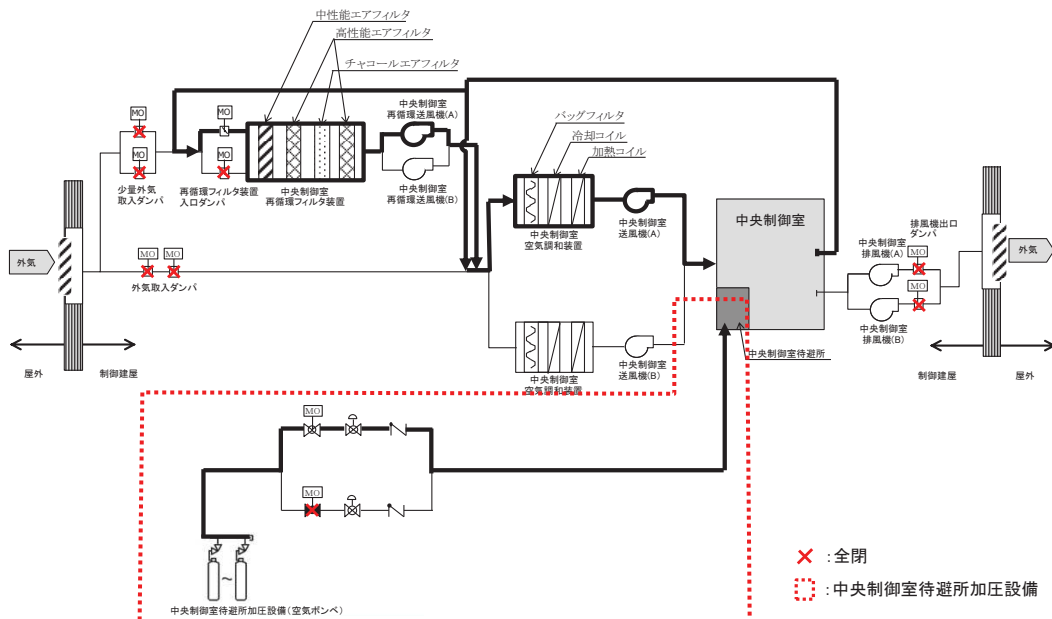 中性能エアフィルタ
高性能エアフィルタ
チャコールエアフィルタ
MO
MO
MO
MO
中央制御室
再循環送風機(A)
中央制御室
再循環送風機(B)
少量外気
取入ダンパ
再循環フィルタ装置
入口ダンパ
中央制御室
再循環フィルタ装置
バッグフィルタ
冷却コイル
加熱コイル
中央制御室
空気調和装置
中央制御室
送風機(A)
中央制御室
外気
MO
MO
外気取入ダンパ
排風機出口
ダンパ
中央制御室
排風機(A)
MO
MO
中央制御室
排風機(B)
外気
中央制御室
空気調和装置
中央制御室
送風機(B)
中央制御室待避所
屋外
制御建屋
制御建屋
屋外
MO
MO
～
中央制御室待避所加圧設備(空気ボンベ)
:全閉
:中央制御室待避所加圧設備